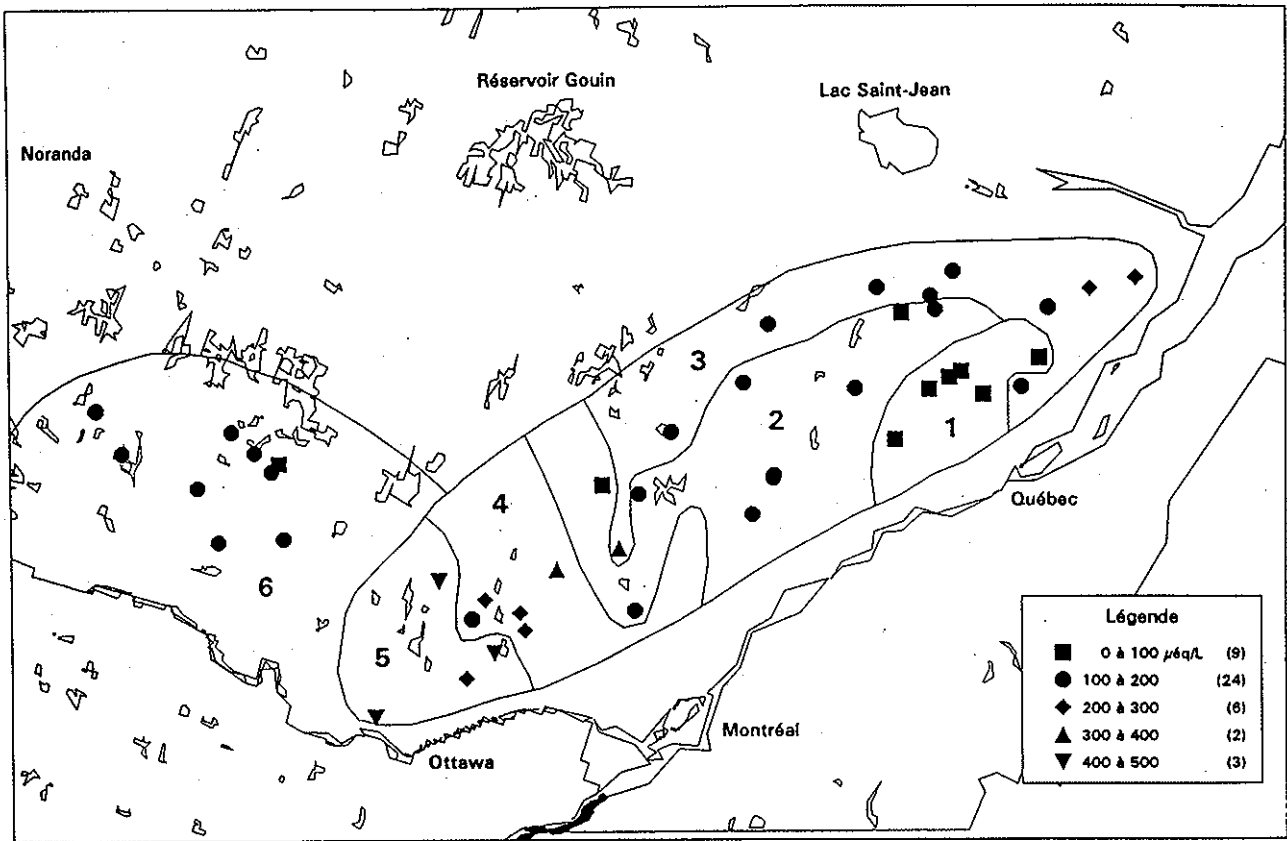 Réservoir Gouin
Lac Saint-Jean
Noranda
3
2
1
4
Québec
6
5
Montréal
Ottawa
Légende
0 à 100 μéq/L (9)
100 à 200 (24)
200 à 300 (6)
300 à 400 (2)
400 à 500 (3)